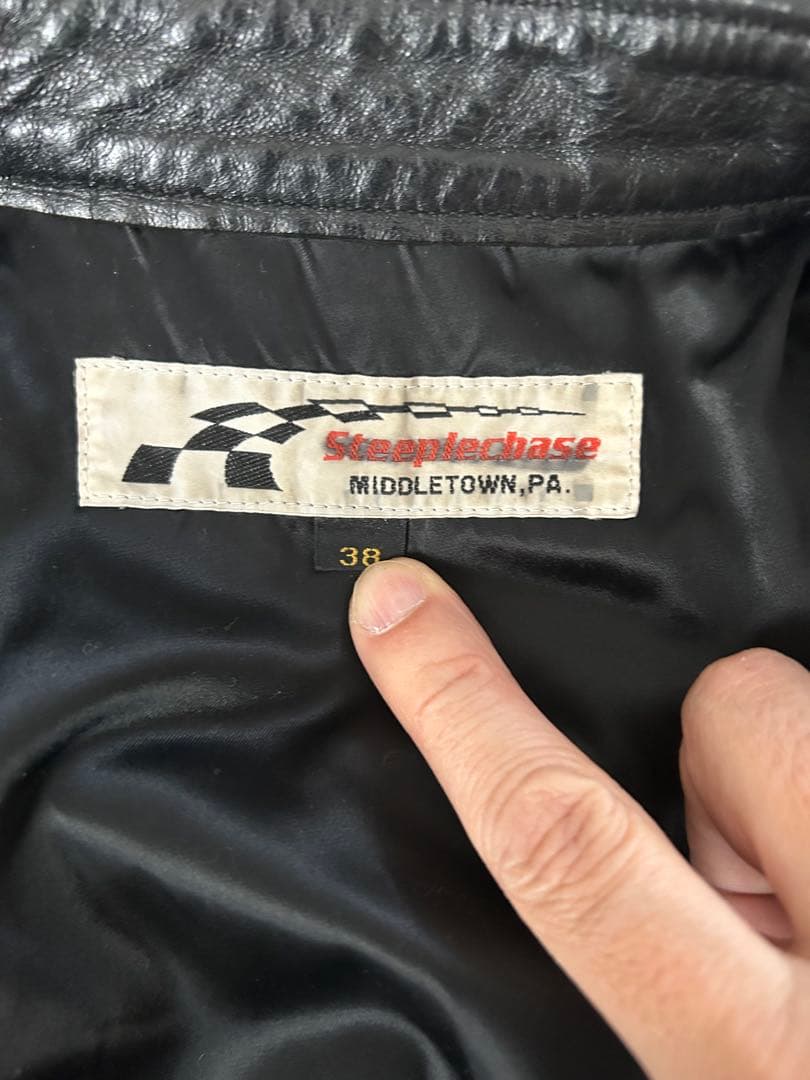 Steeplechase
MIDDLETOWN,PA.
38